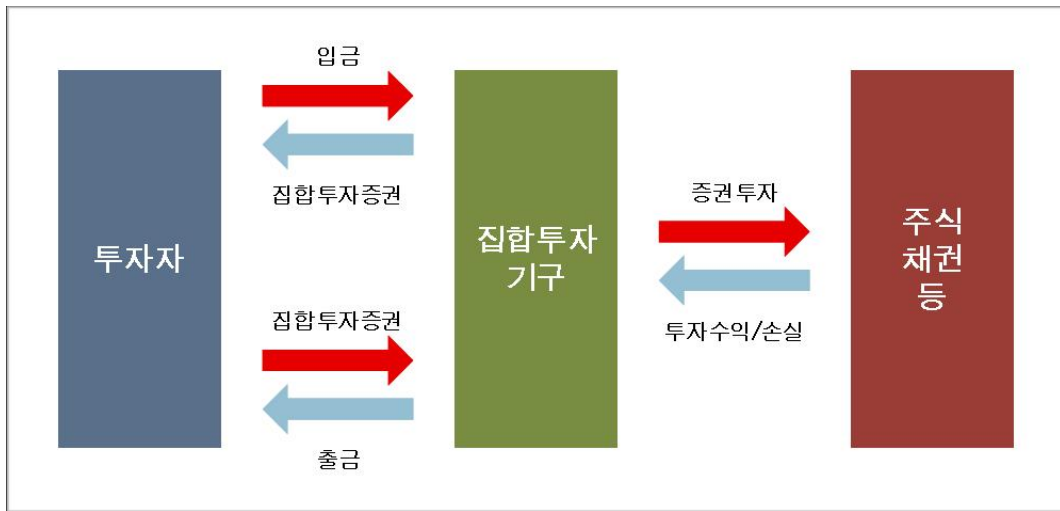 입금
집합투자증권
투자자
집합투자증권
출금
집합투자
기구
증권투자
투자수익/손실
주식
채권
등